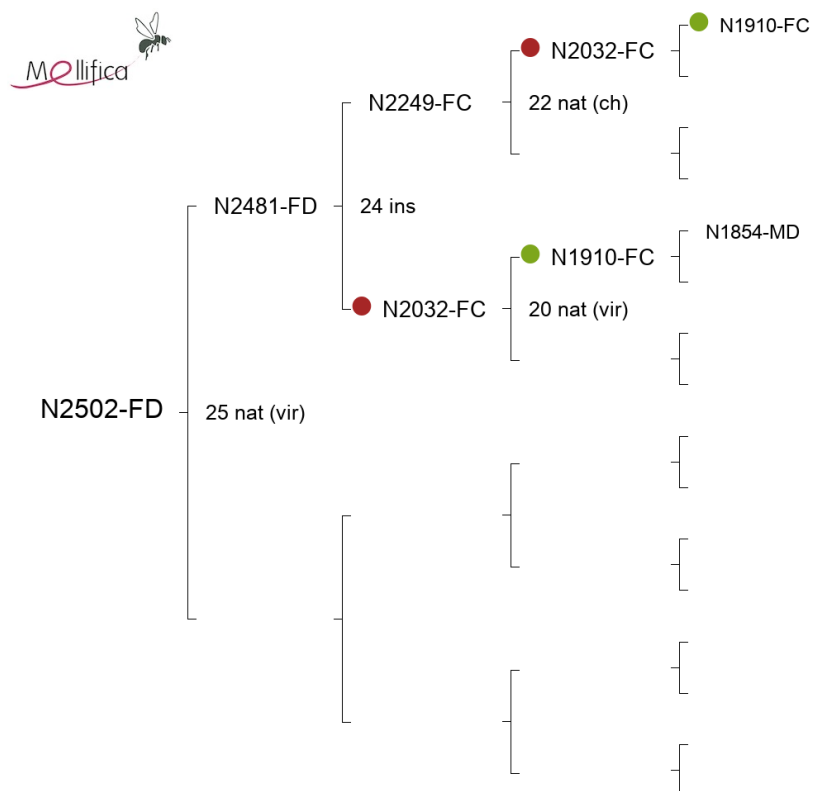 Mellifica
N1910-FC
N2032-FC
N2249-FC
22 nat (ch)
N2481-FD
24 ins
N1854-MD
N1910-FC
N2032-FC
20 nat (vir)
N2502-FD
25 nat (vir)